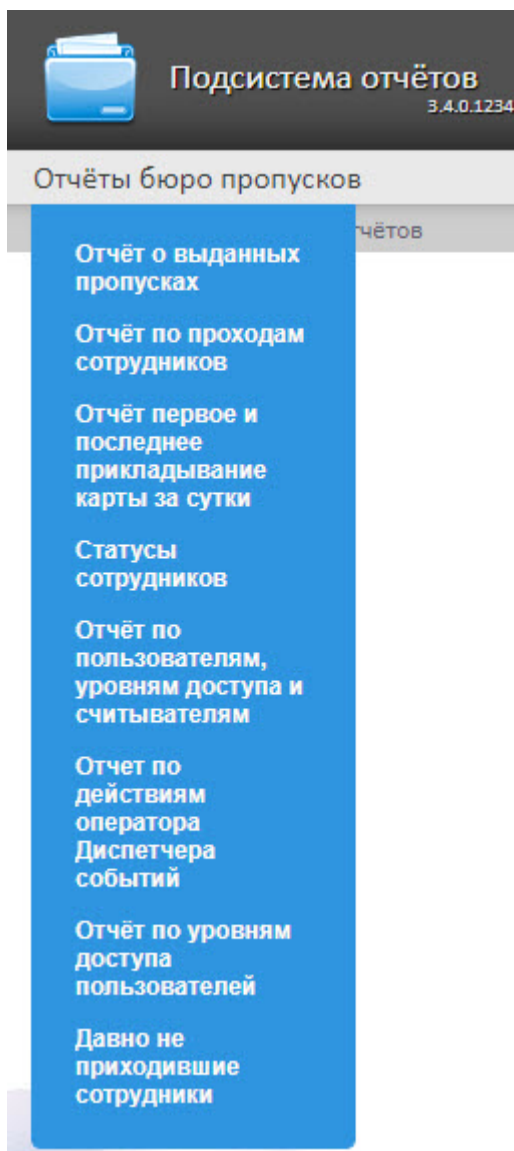 Подсистема отчётов
3.4.0.1234
Отчёты бюро пропусков
чётов
Отчёт о выданных
пропусках
Отчёт по проходам
сотрудников
Отчёт первое и
последнее
прикладывание
карты за сутки
Статусы
сотрудников
Отчёт по
пользователям,
уровням доступа и
считывателям
Отчет по
действиям
оператора
Диспетчера
событий
Отчёт по уровням
доступа
пользователей
Давно не
приходившие
сотрудники